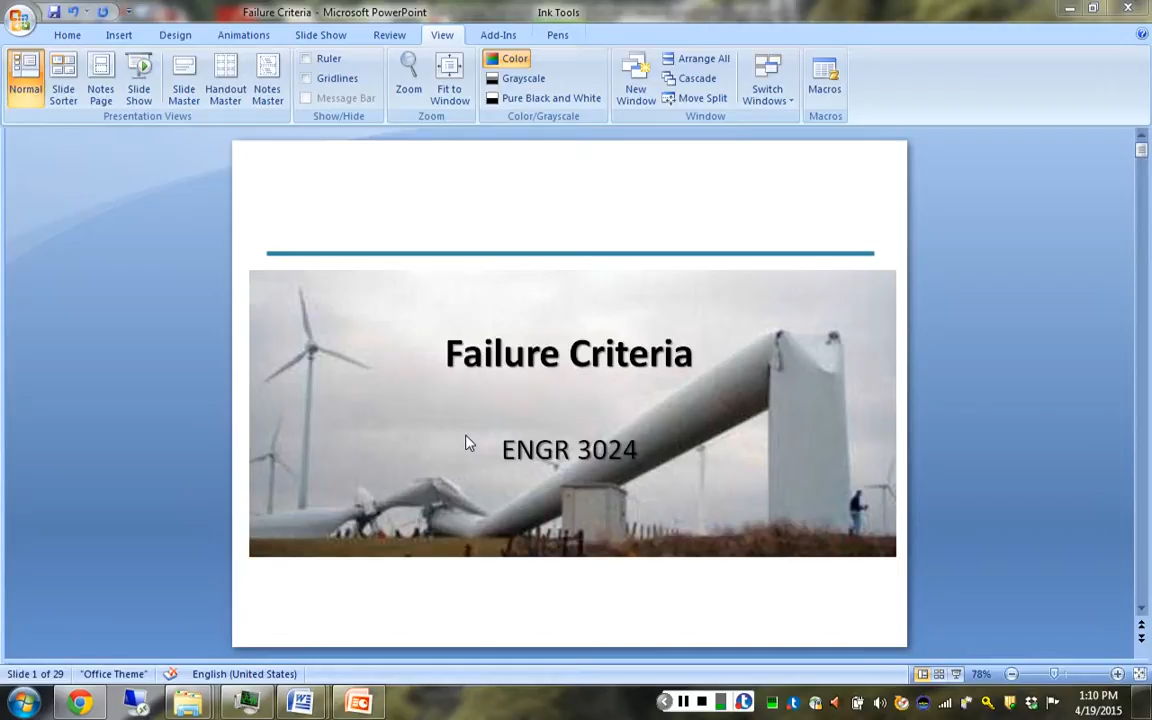 Failure Criteria - Microsoft PowerPoint
Ink Tools
Home Insert Design Animations Slide Show Review View Add-Ins Pens
Normal
Slide Sorter
Notes Page
Slide Show
Slide Master
Handout Master
Notes Master
Presentation Views
Ruler
Gridlines
Message Bar
Show/Hide
Zoom
Fit to Window
Zoom
Color
Grayscale
Pure Black and White
Color/Grayscale
New Window
Arrange All
Cascade
Move Split
Switch Windows
Window
Macros
Macros
Failure Criteria
ENGR 3024
Slide 1 of 29 "Office Theme" English (United States) 78%
1:10 PM
4/19/2015